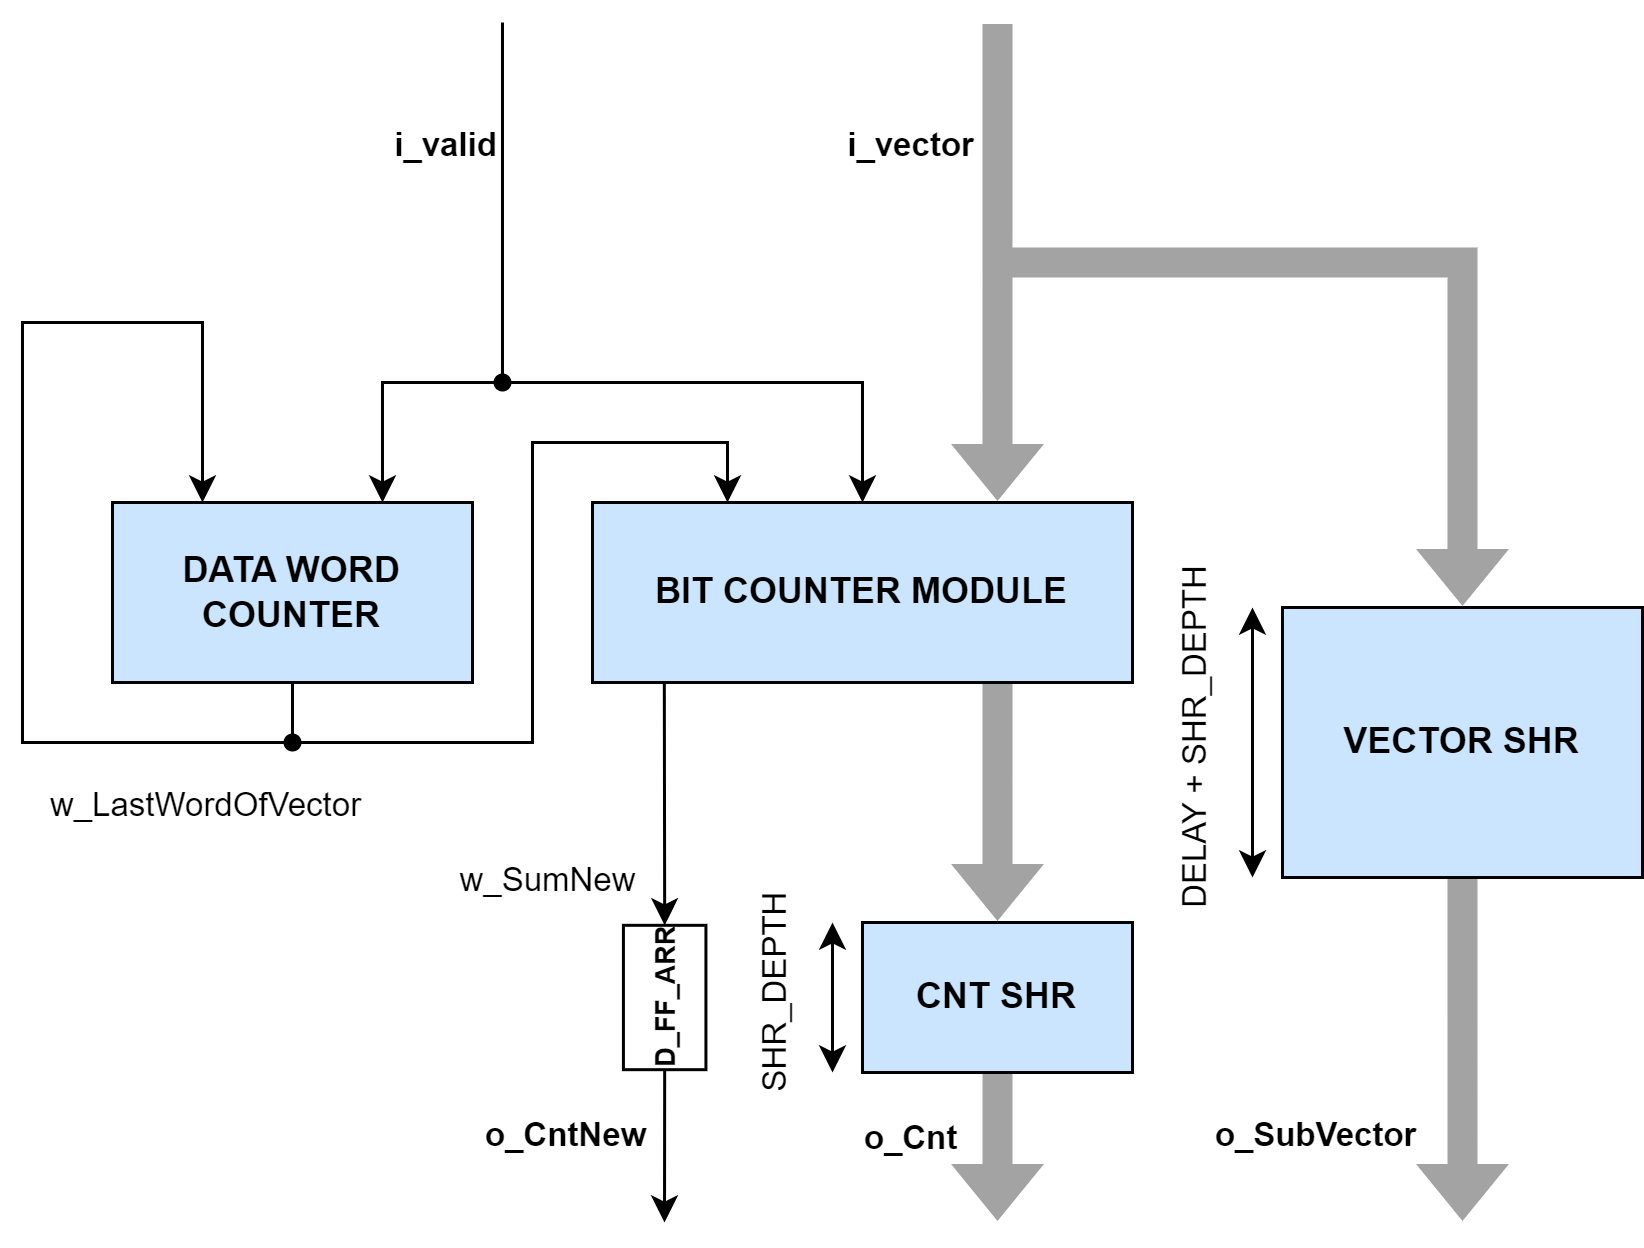 i_valid
i_vector
DATA WORD
COUNTER
BIT COUNTER MODULE
DELAY + SHR_DEPTH
VECTOR SHR
w_LastWordOfVector
w_SumNew
D_FF_ARR
SHR_DEPTH
CNT SHR
o_CntNew
o_Cnt
o_SubVector